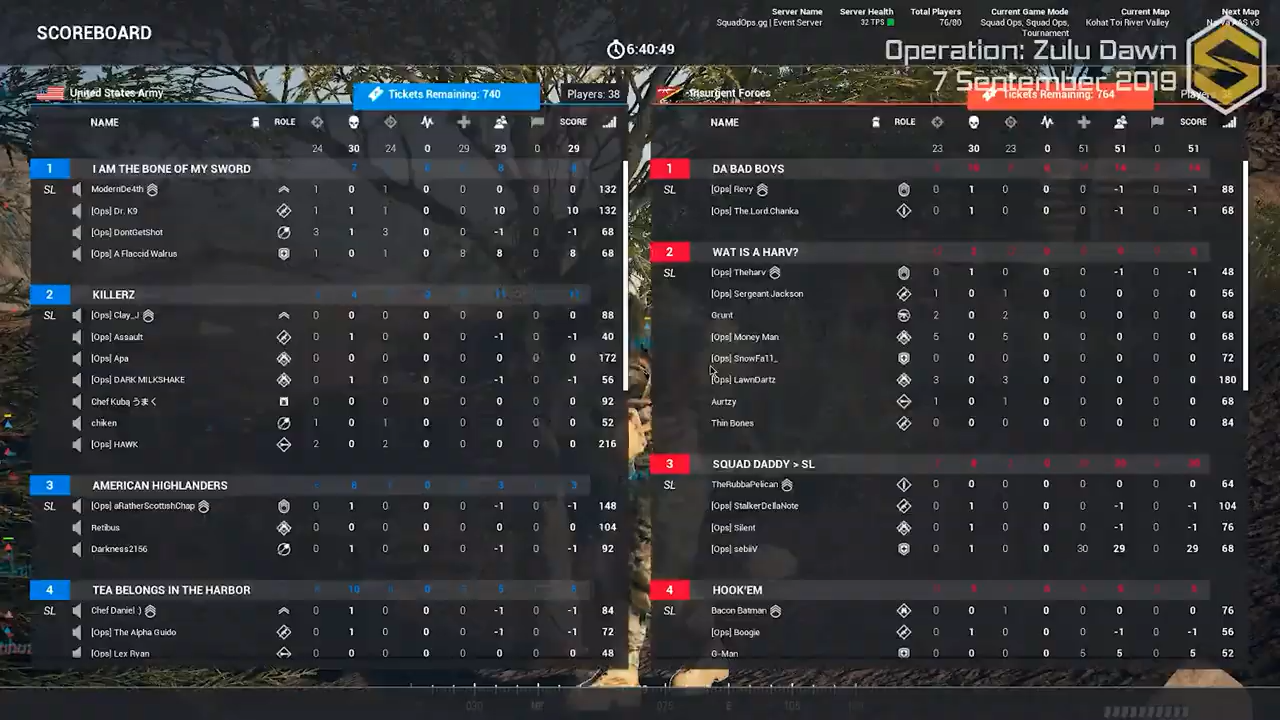 SCOREBOARD
Server Name Server Health Total Players Current Game Mode Current Map Next Map
SquadOps.gg | Event Server 32 TPS 76/80 Squad Ops, Squad Ops, Tournament Kohat Toi River Valley
6:40:49
Operation: Zulu Dawn
7 September 2019
United States Army Tickets Remaining: 740 Players: 38
NAME ROLE SCORE
24 30 24 0 29 29 0 29
1 I AM THE BONE OF MY SWORD
SL ModernDe4th 1 0 1 0 0 0 0 0 132
[Ops] Dr. K9 1 1 1 0 0 10 0 10 132
[Ops] DontGetShot 3 1 3 0 0 -1 0 -1 68
[Ops] A Flaccid Walrus 1 0 1 0 8 8 0 8 68
2 KILLERZ
SL [Ops] Clay_J 0 0 0 0 0 0 0 0 88
[Ops] Assault 0 1 0 0 0 -1 0 -1 40
[Ops] Apa 0 0 0 0 0 0 0 0 172
[Ops] DARK MILKSHAKE 0 1 0 0 0 -1 0 -1 56
Chef Kuba うまく 0 0 0 0 0 0 0 0 92
chiken 1 0 1 0 0 0 0 0 52
[Ops] HAWK 2 0 2 0 0 0 0 0 216
3 AMERICAN HIGHLANDERS
SL [Ops] aRatherScottishChap 0 1 0 0 0 -1 0 -1 148
Retibus 0 0 0 0 0 0 0 0 104
Darkness2156 0 1 0 0 0 -1 0 -1 92
4 TEA BELONGS IN THE HARBOR
SL Chef Daniel :) 0 1 0 0 0 -1 0 -1 84
[Ops] The Alpha Guido 0 1 0 0 0 -1 0 -1 72
[Ops] Lex Ryan 0 0 0 0 0 0 0 0 48
Insurgent Forces Tickets Remaining: 764
NAME ROLE SCORE
23 30 23 0 51 51 0 51
1 DA BAD BOYS
SL [Ops] Revy 0 1 0 0 0 -1 0 -1 88
[Ops] The.Lord.Chanka 0 1 0 0 0 -1 0 -1 68
2 WAT IS A HARV?
SL [Ops] Theharv 0 1 0 0 0 -1 0 -1 48
[Ops] Sergeant Jackson 1 0 1 0 0 0 0 0 56
Grunt 2 0 2 0 0 0 0 0 68
[Ops] Money Man 5 0 5 0 0 0 0 0 68
[Ops] SnowFa11_ 0 0 0 0 0 0 0 0 72
[Ops] LawnDartz 3 0 3 0 0 0 0 0 180
Aurtzy 1 0 1 0 0 0 0 0 68
Thin Bones 0 0 0 0 0 0 0 0 84
3 SQUAD DADDY > SL
SL TheRubbaPelican 0 0 0 0 0 0 0 0 64
[Ops] StalkerDellaNote 0 1 0 0 0 -1 0 -1 104
[Ops] Silent 0 1 0 0 0 -1 0 -1 76
[Ops] sebiiV 0 1 0 0 30 29 0 29 68
4 HOOK'EM
SL Bacon Batman 0 0 1 0 0 0 0 0 76
[Ops] Boogie 0 1 0 0 0 -1 0 -1 56
G-Man 0 0 0 0 5 5 0 5 52